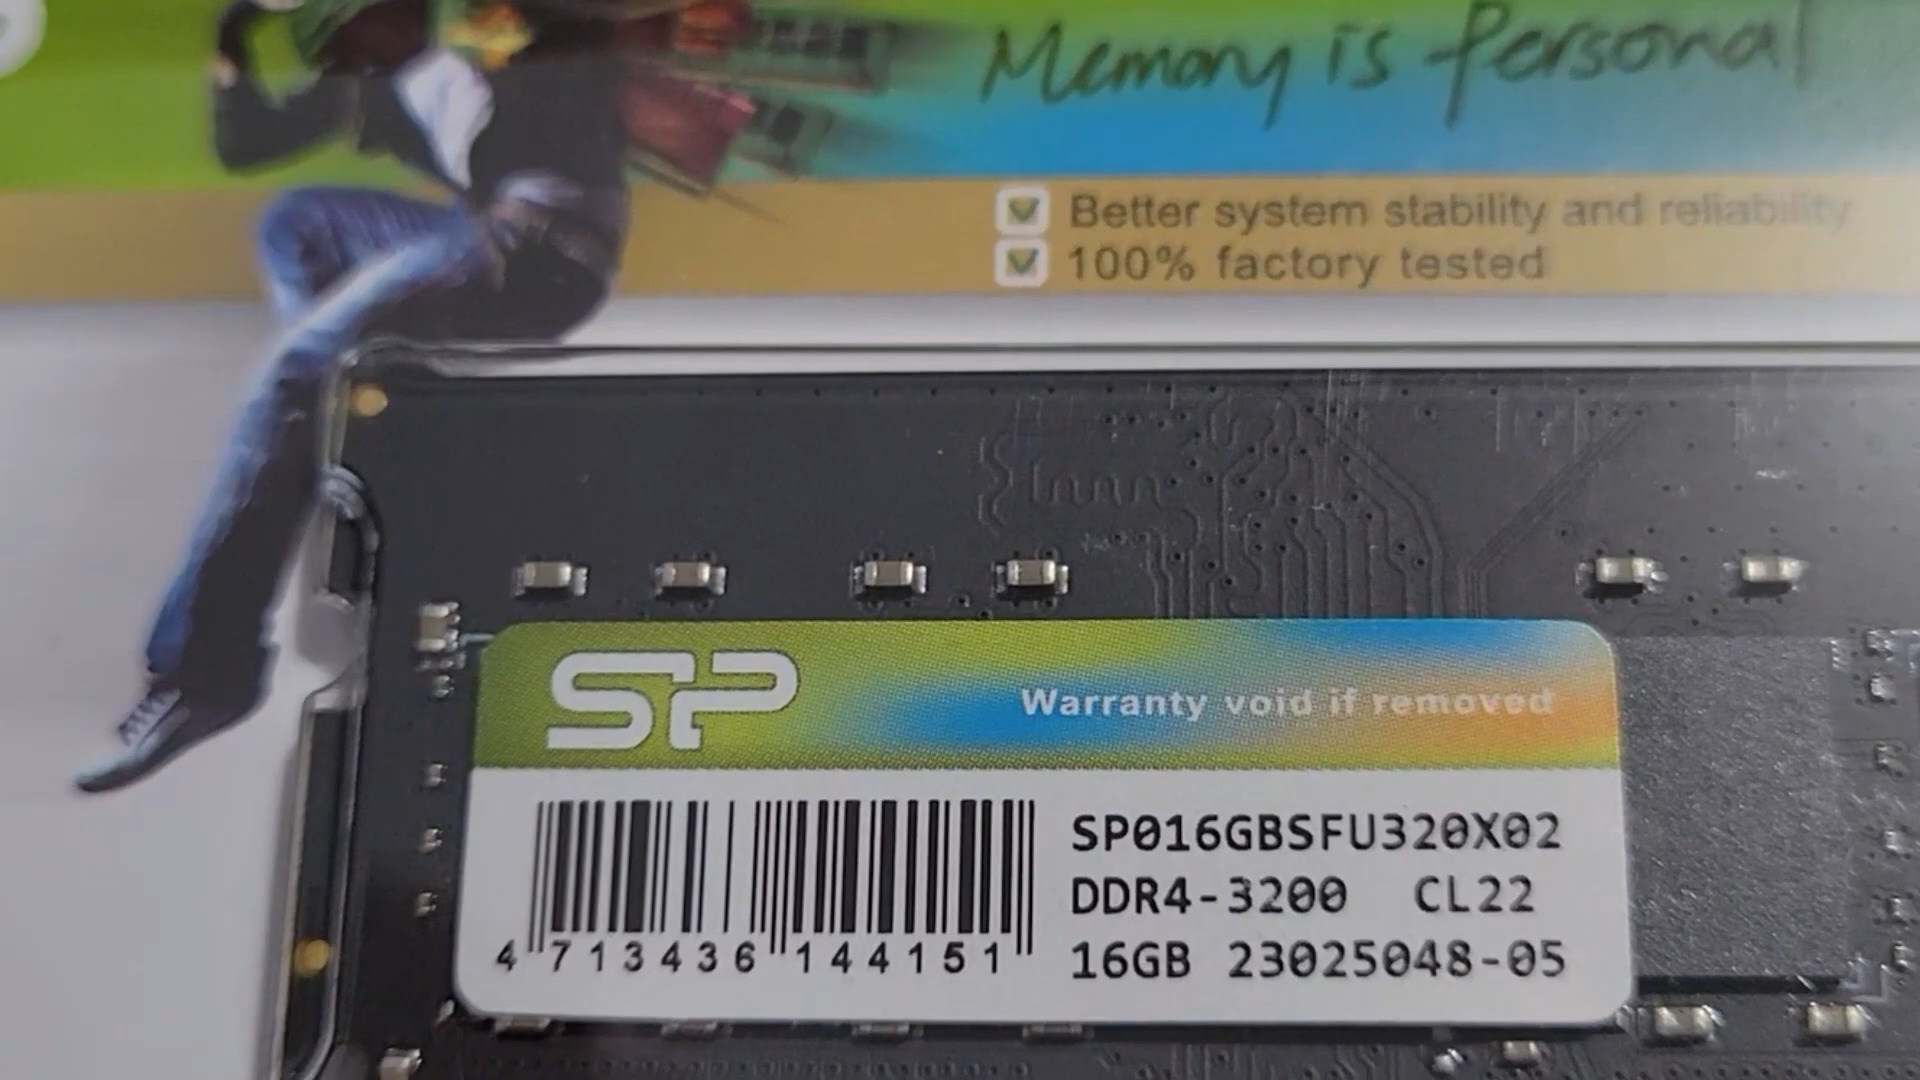 Memory is Personal
Better system stability and reliability
100% factory tested
SP
Warranty void if removed
SP016GBSFU320X02
DDR4-3200 CL22
16GB 23025048-05
4 713436 144151